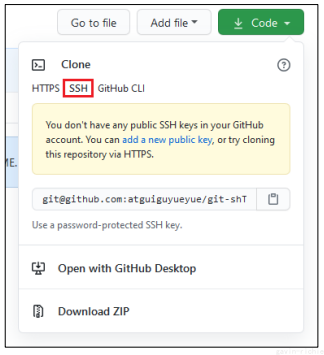 Go to file
Add file
Code
Clone
HTTPS SSH GitHub CLI
You don't have any public SSH keys in your GitHub
account. You can add a new public key, or try cloning
this repository via HTTPS.
ME.
git@github.com:atguiguyueyue/git-shT
Use a password-protected SSH key.
Open with GitHub Desktop
Download ZIP